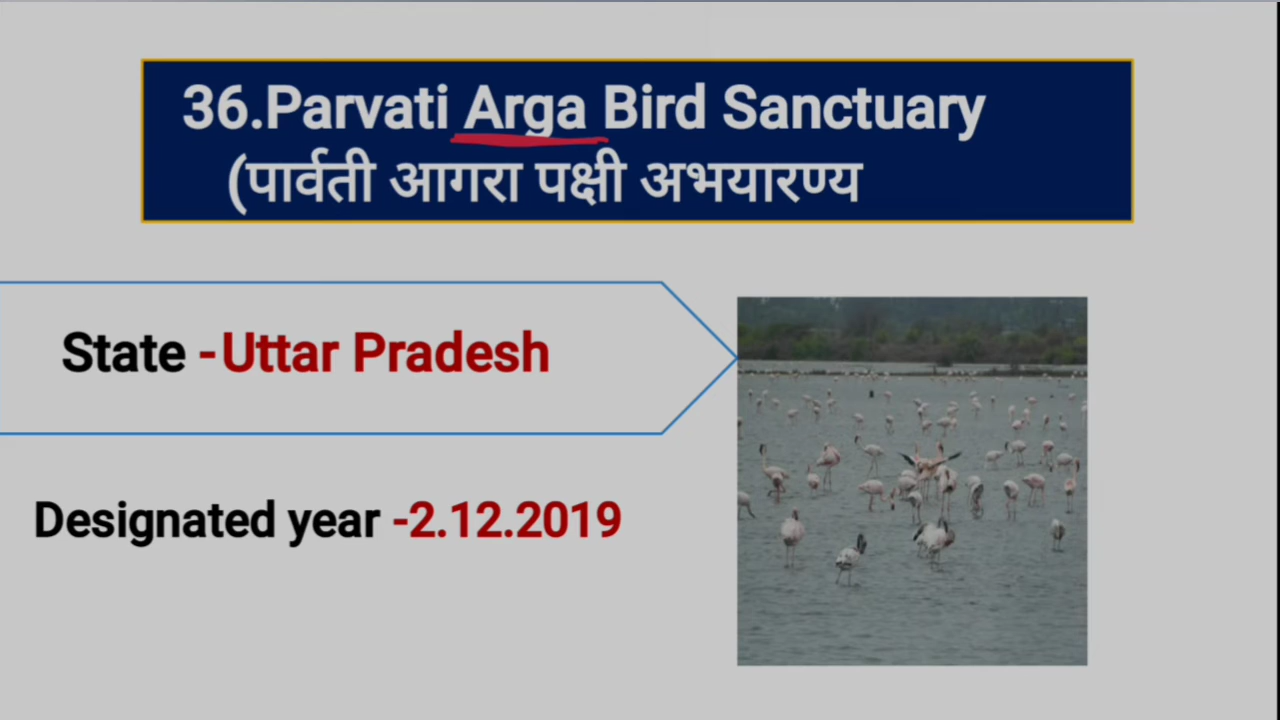 36.Parvati Arga Bird Sanctuary
(पार्वती आगरा पक्षी अभयारण्य
State -Uttar Pradesh
Designated year -2.12.2019